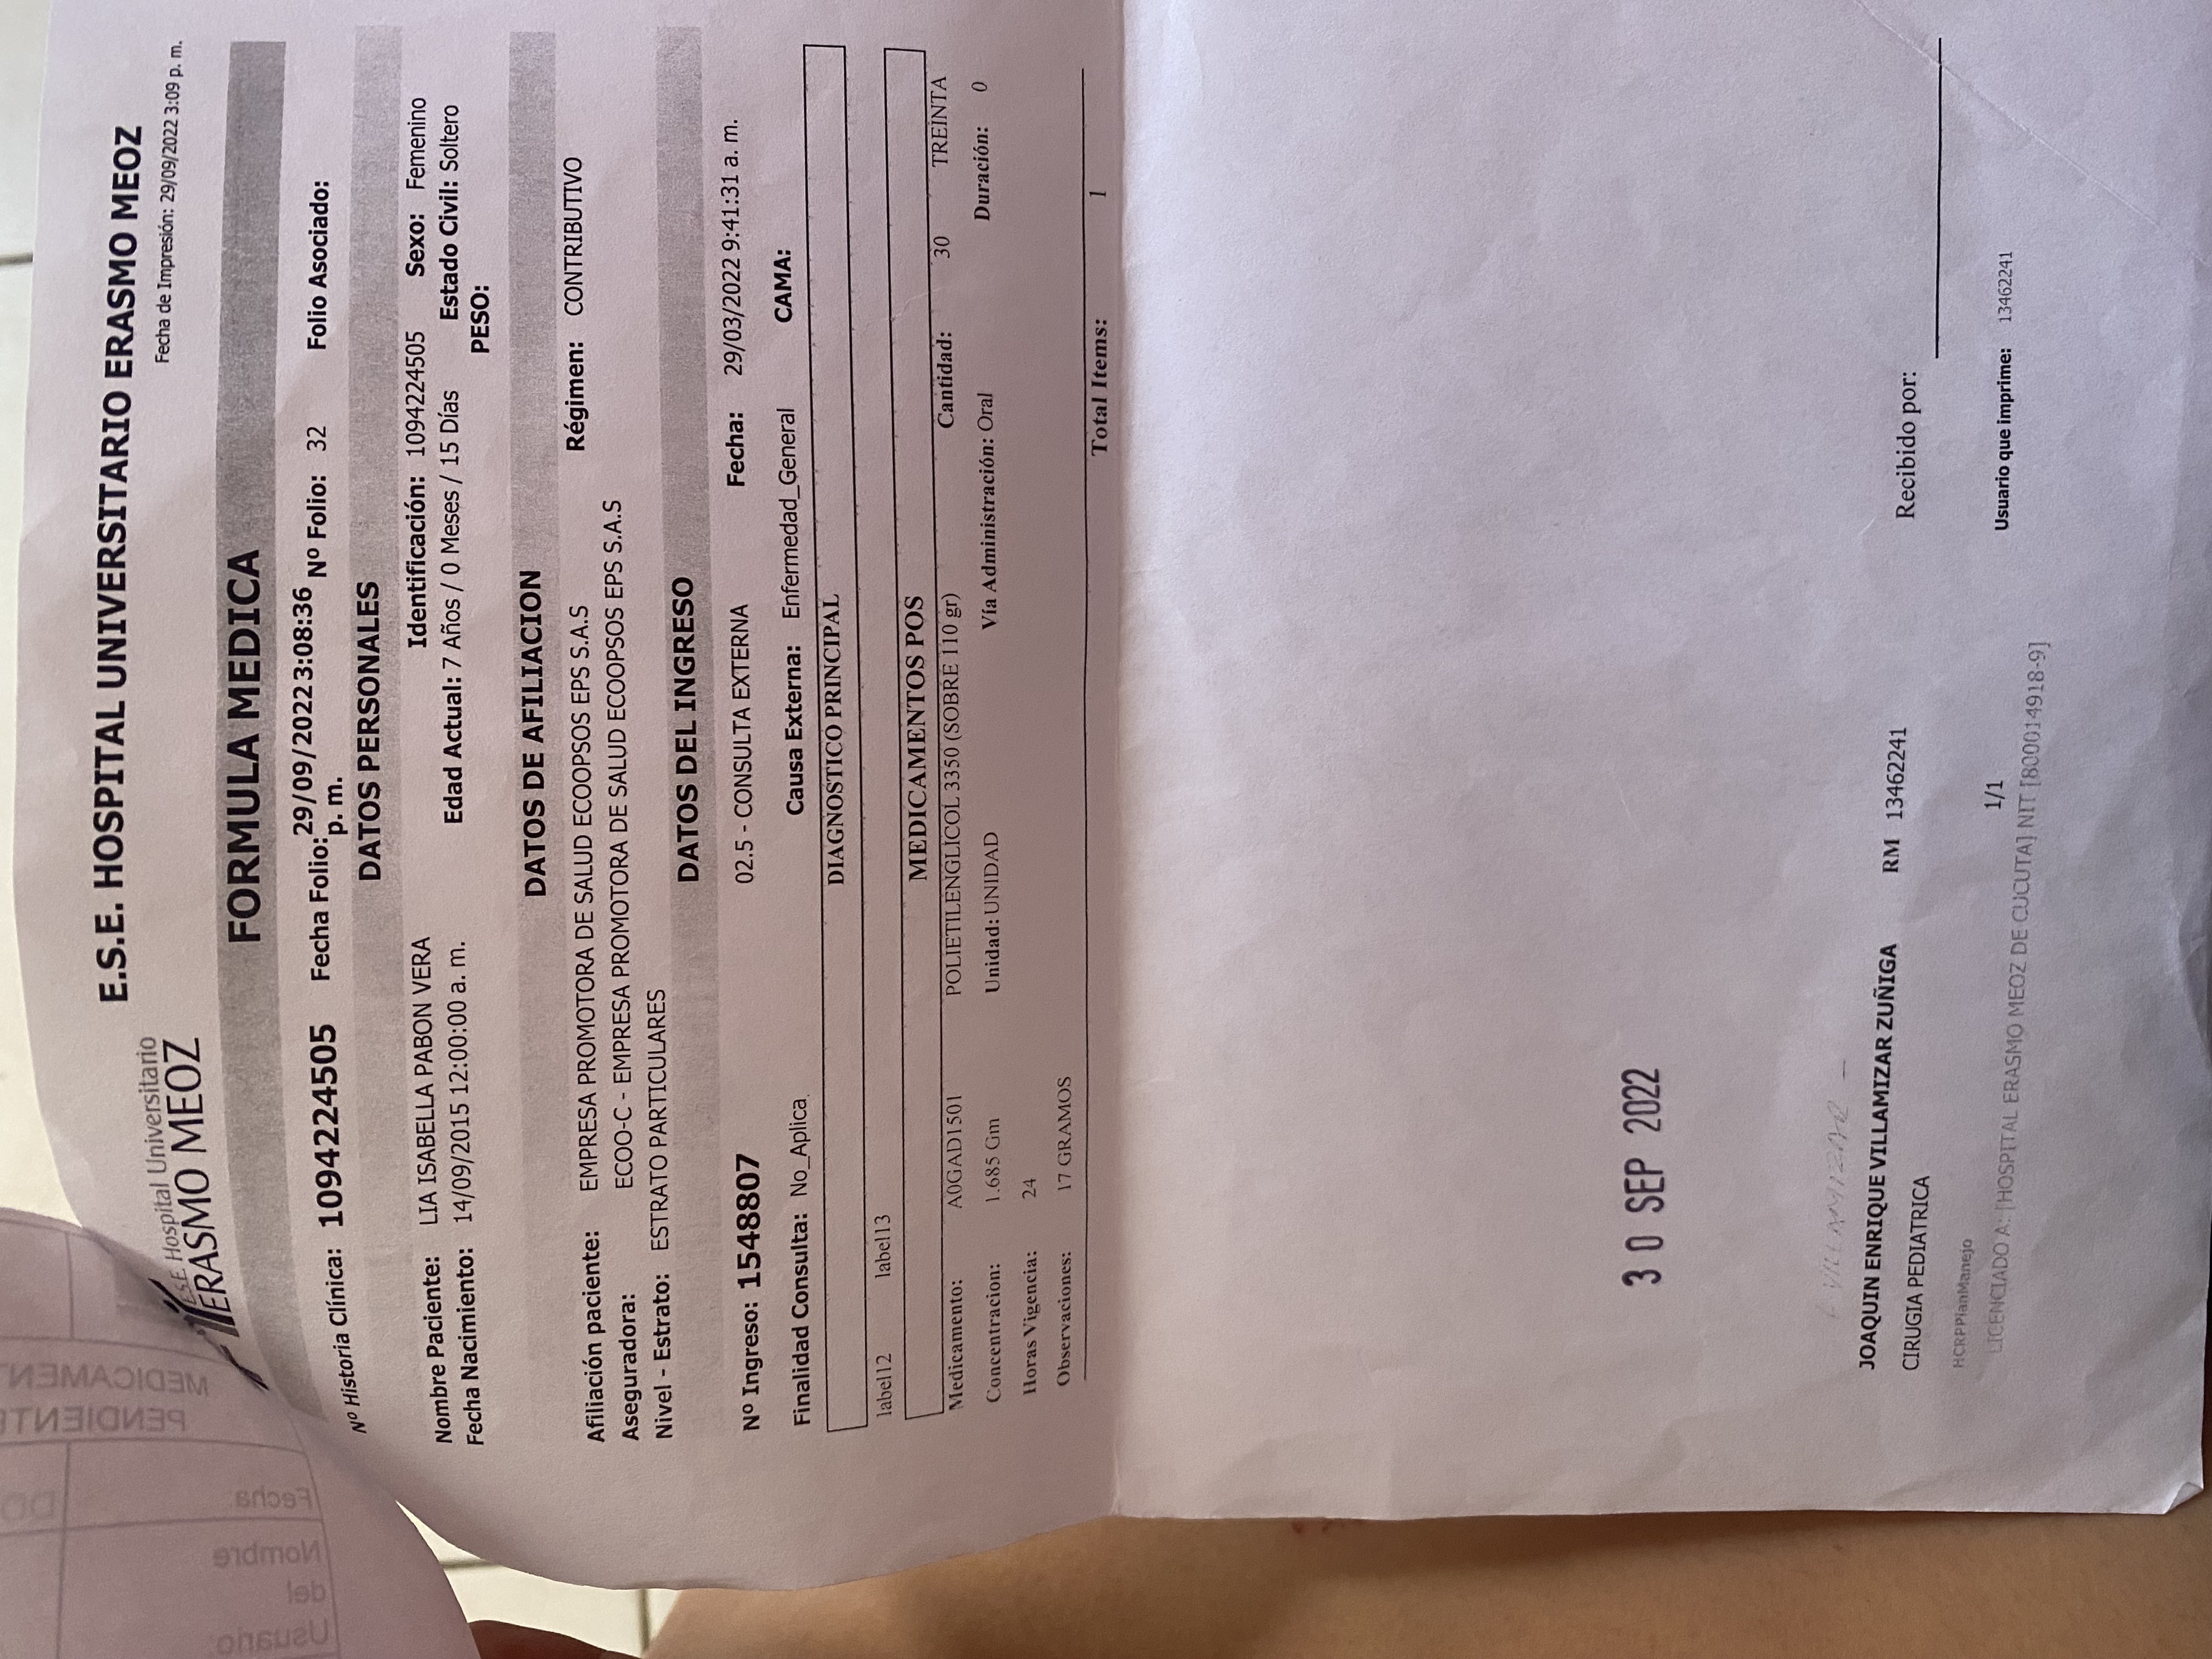 E.S.E. HOSPITAL UNIVERSITARIO ERASMO MEOZ
Fecha de Impresión: 29/09/2022 3:09 p. m.
E.S.E. Hospital Universitario
ERASMO MEOZ
FORMULA MEDICA
Nº Historia Clínica: 1094224505 Fecha Folio: 29/09/2022 3:08:36 p. m. Nº Folio: 32 Folio Asociado:
DATOS PERSONALES
Nombre Paciente: LIA ISABELLA PABON VERA Identificación: 1094224505 Sexo: Femenino
Fecha Nacimiento: 14/09/2015 12:00:00 a. m. Edad Actual: 7 Años / 0 Meses / 15 Días Estado Civil: Soltero
PESO:
DATOS DE AFILIACION
Afiliación paciente: EMPRESA PROMOTORA DE SALUD ECOOPSOS EPS S.A.S Régimen: CONTRIBUTIVO
Aseguradora: ECOO-C - EMPRESA PROMOTORA DE SALUD ECOOPSOS EPS S.A.S
Nivel - Estrato: ESTRATO PARTICULARES
DATOS DEL INGRESO
Nº Ingreso: 1548807 02.5 - CONSULTA EXTERNA Fecha: 29/03/2022 9:41:31 a. m.
Finalidad Consulta: No_Aplica Causa Externa: Enfermedad_General CAMA:
DIAGNOSTICO PRINCIPAL
label12 label13
MEDICAMENTOS POS
Medicamento: A0GAD1501 POLIETILENGLICOL 3350 (SOBRE 110 gr) Cantidad: 30 TREINTA
Concentracion: 1.685 Gm Unidad: UNIDAD Vía Administración: Oral Duración: 0
Horas Vigencia: 24
Observaciones: 17 GRAMOS
Total Items: 1
30 SEP 2022
VILLAMIZAR
JOAQUIN ENRIQUE VILLAMIZAR ZUÑIGA RM 13462241
CIRUGIA PEDIATRICA
Recibido por:
HCRPPlanManejo
1/1
Usuario que imprime: 13462241
LICENCIADO A: [HOSPITAL ERASMO MEOZ DE CUCUTA] NIT [800014918-9]
PENDIENTE
Usuario
del
Nombre
Fecha